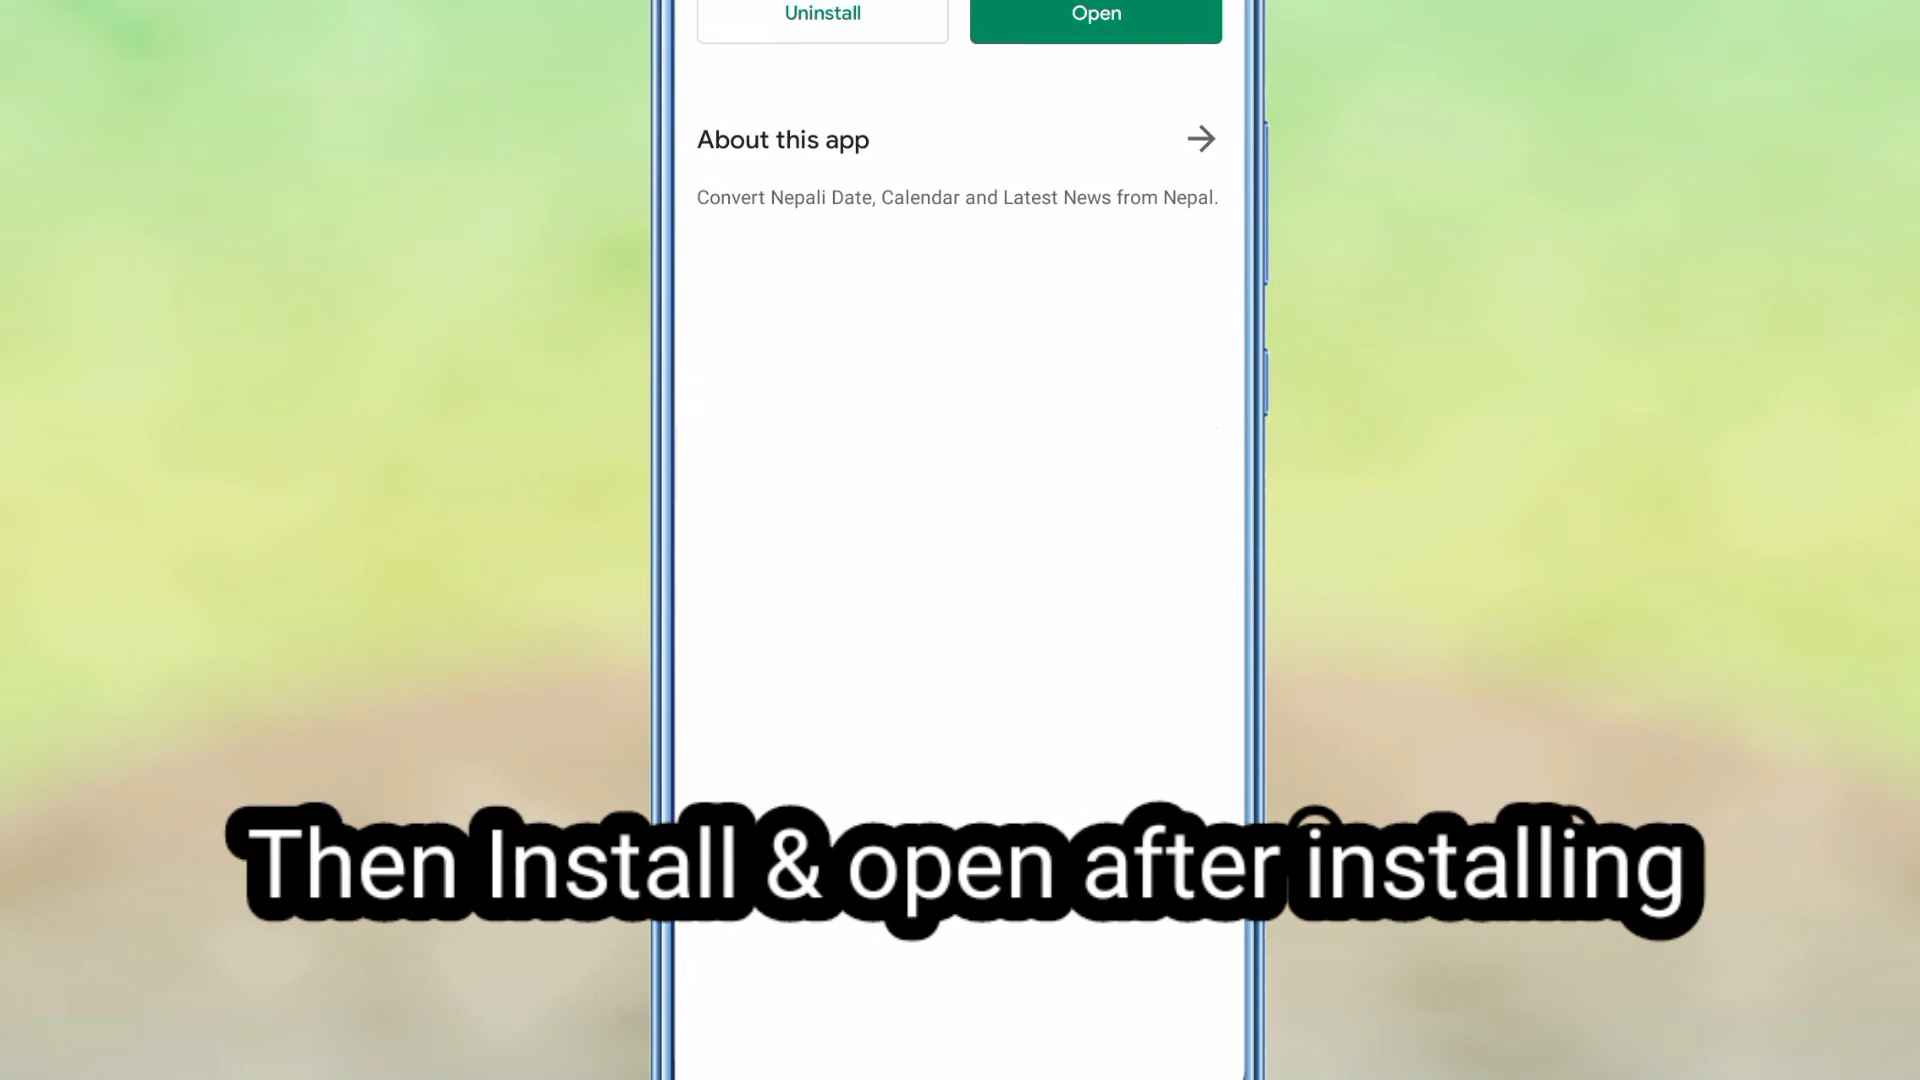 Uninstall Open
About this app
Convert Nepali Date, Calendar and Latest News from Nepal.
Then Install & open after installing